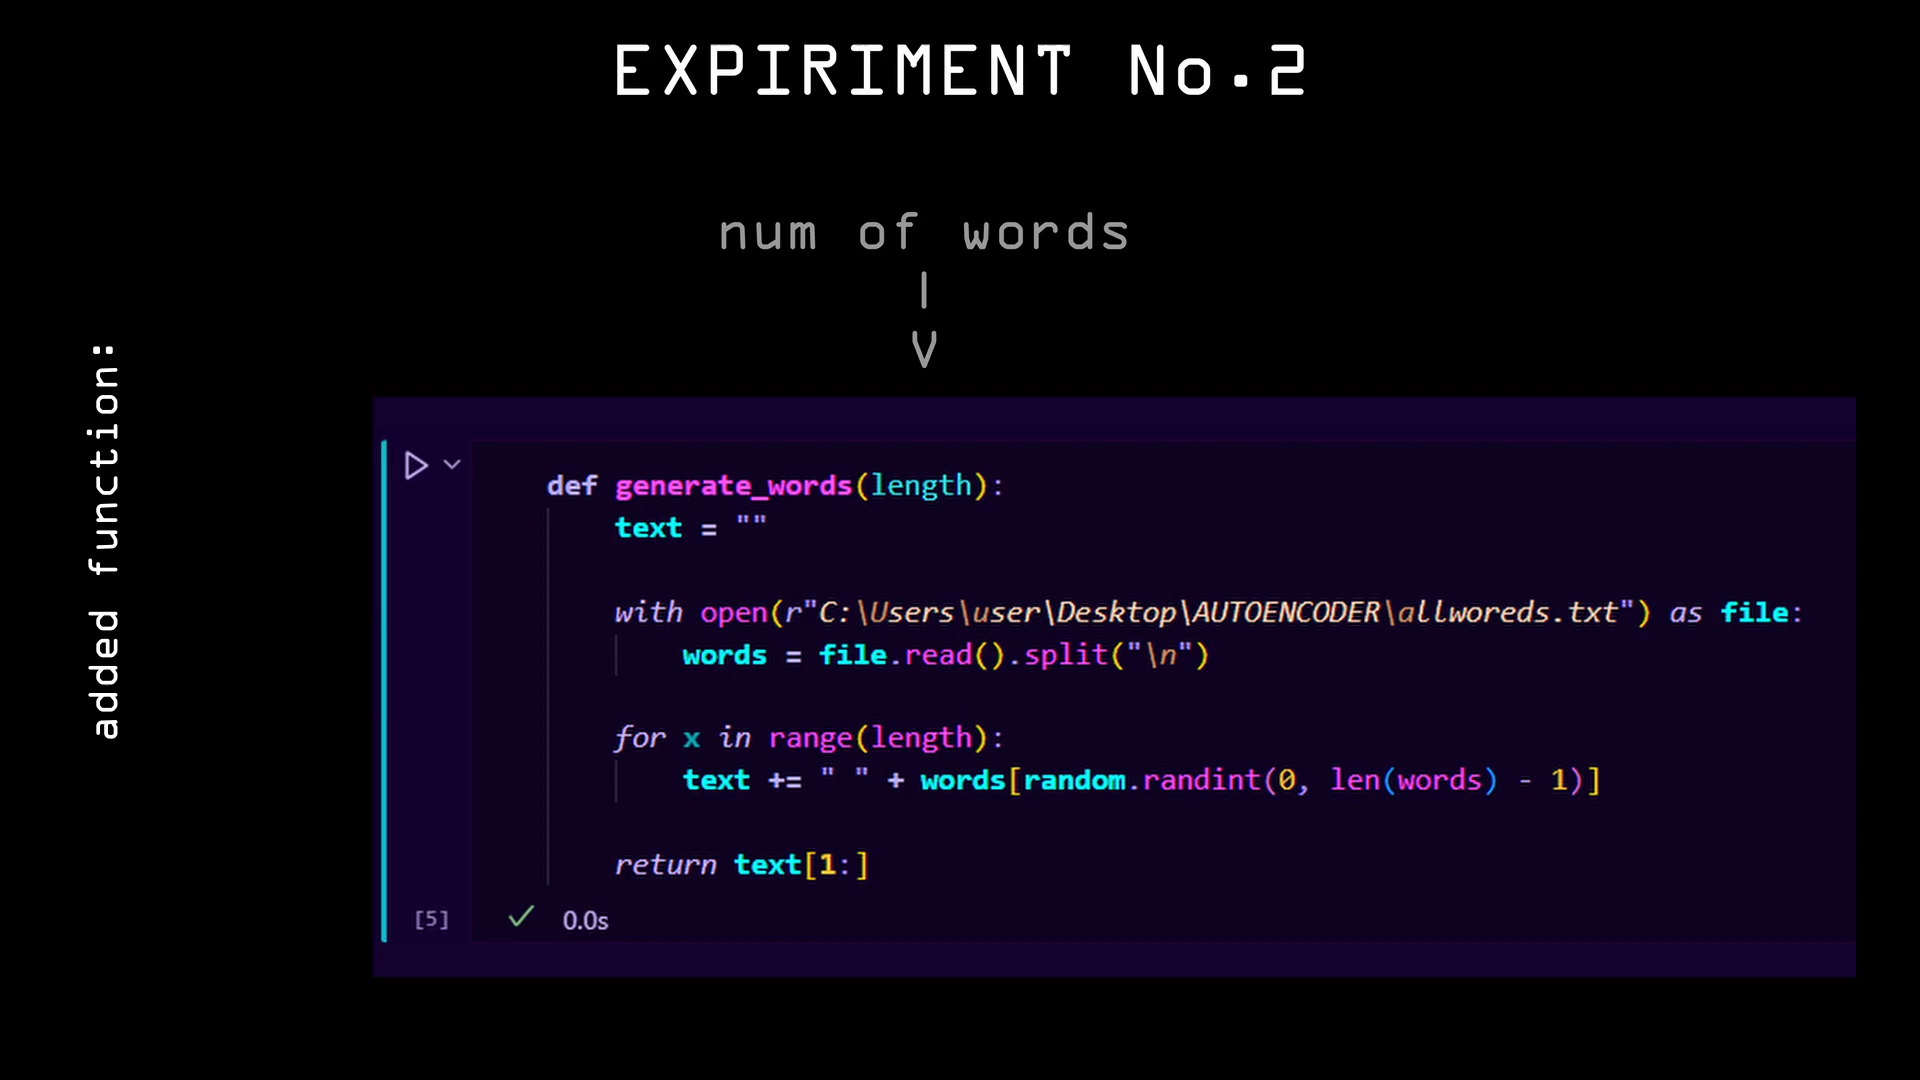 EXPIRIMENT No.2
num of words
|
V
added function:
def generate_words(length):
text = ""
with open(r"C:\Users\user\Desktop\AUTOENCODER\allworeds.txt") as file:
words = file.read().split("\n")
for x in range(length):
text += " " + words[random.randint(0, len(words) - 1)]
return text[1:]
[5]
0.0s